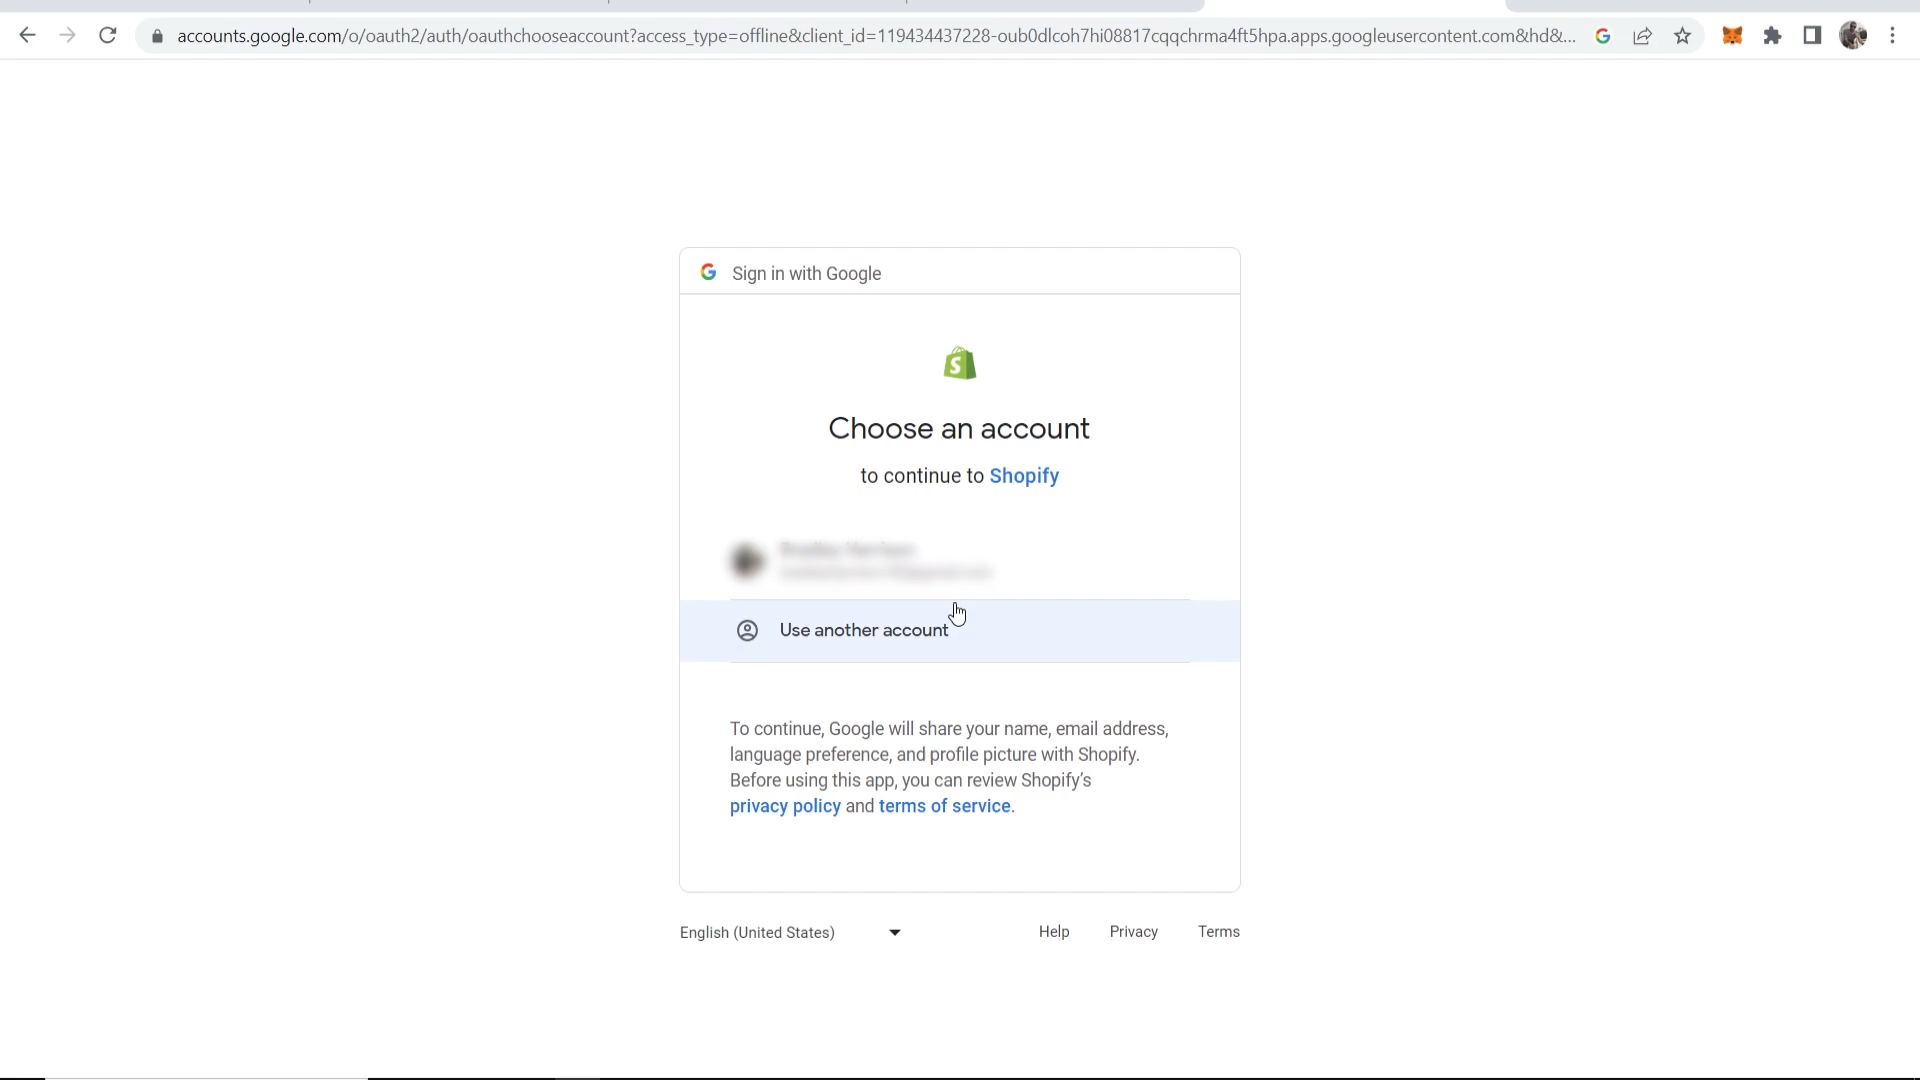 accounts.google.com/o/oauth2/auth/oauthchooseaccount?access_type=offline&client_id=119434437228-oub0dlcoh7hi08817cqqchrma4ft5hpa.apps.googleusercontent.com&hd&...
Sign in with Google
Choose an account
to continue to Shopify
Use another account
To continue, Google will share your name, email address,
language preference, and profile picture with Shopify.
Before using this app, you can review Shopify’s
privacy policy and terms of service.
English (United States)
Help
Privacy
Terms